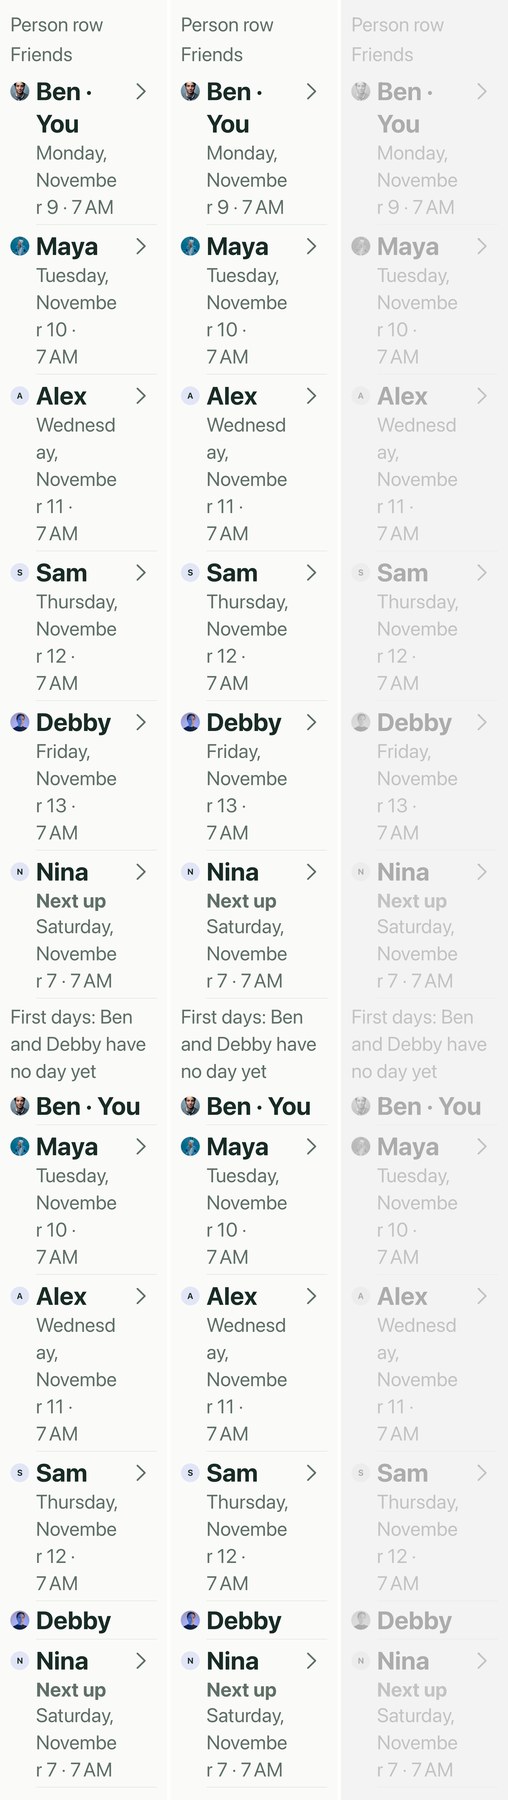 Person row
Friends
Ben · You
Monday,
Novembe
r 9 · 7 AM
Maya
Tuesday,
Novembe
r 10 ·
7 AM
A
Alex
Wednesd
ay,
Novembe
r 11 ·
7 AM
S
Sam
Thursday,
Novembe
r 12 ·
7 AM
Debby
Friday,
Novembe
r 13 ·
7 AM
N
Nina
Next up
Saturday,
Novembe
r 7 · 7 AM
First days: Ben
and Debby have
no day yet
Ben · You
Maya
Tuesday,
Novembe
r 10 ·
7 AM
A
Alex
Wednesd
ay,
Novembe
r 11 ·
7 AM
S
Sam
Thursday,
Novembe
r 12 ·
7 AM
Debby
N
Nina
Next up
Saturday,
Novembe
r 7 · 7 AM
Person row
Friends
Ben ·
You
Monday,
Novembe
r 9 · 7 AM
Maya
Tuesday,
Novembe
r 10 ·
7 AM
A
Alex
Wednesd
ay,
Novembe
r 11 ·
7 AM
S
Sam
Thursday,
Novembe
r 12 ·
7 AM
Debby
Friday,
Novembe
r 13 ·
7 AM
N
Nina
Next up
Saturday,
Novembe
r 7 · 7 AM
First days: Ben
and Debby have
no day yet
Ben · You
Maya
Tuesday,
Novembe
r 10 ·
7 AM
A
Alex
Wednesd
ay,
Novembe
r 11 ·
7 AM
S
Sam
Thursday,
Novembe
r 12 ·
7 AM
Debby
N
Nina
Next up
Saturday,
Novembe
r 7 · 7 AM
Person row
Friends
Ben ·
You
Monday,
Novembe
r 9 · 7 AM
Maya
Tuesday,
Novembe
r 10 ·
7 AM
A
Alex
Wednesd
ay,
Novembe
r 11 ·
7 AM
S
Sam
Thursday,
Novembe
r 12 ·
7 AM
Debby
Friday,
Novembe
r 13 ·
7 AM
N
Nina
Next up
Saturday,
Novembe
r 7 · 7 AM
First days: Ben
and Debby have
no day yet
Ben · You
Maya
Tuesday,
Novembe
r 10 ·
7 AM
A
Alex
Wednesd
ay,
Novembe
r 11 ·
7 AM
S
Sam
Thursday,
Novembe
r 12 ·
7 AM
Debby
N
Nina
Next up
Saturday,
Novembe
r 7 · 7 AM